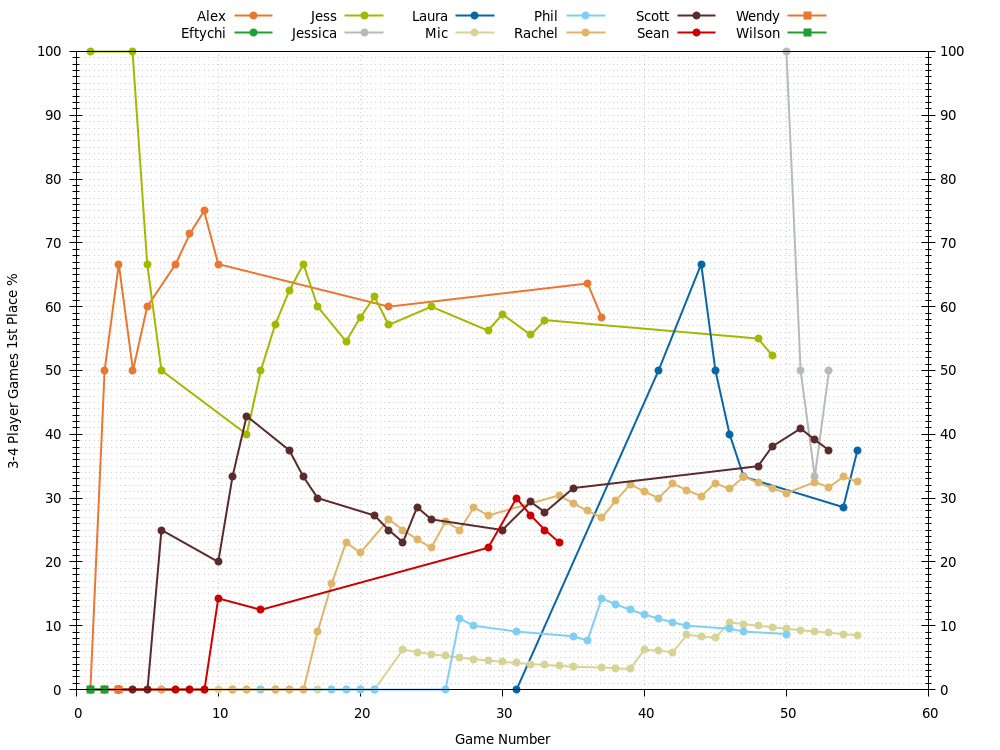 Alex Jess Laura Phil Scott Wendy
Eftychi Jessica Mic Rachel Sean Wilson
100 100
90 90
80 80
70 70
60 60
50 50
40 40
30 30
20 20
10 10
0 0
3-4 Player Games 1st Place %
0 10 20 30 40 50 60
Game Number